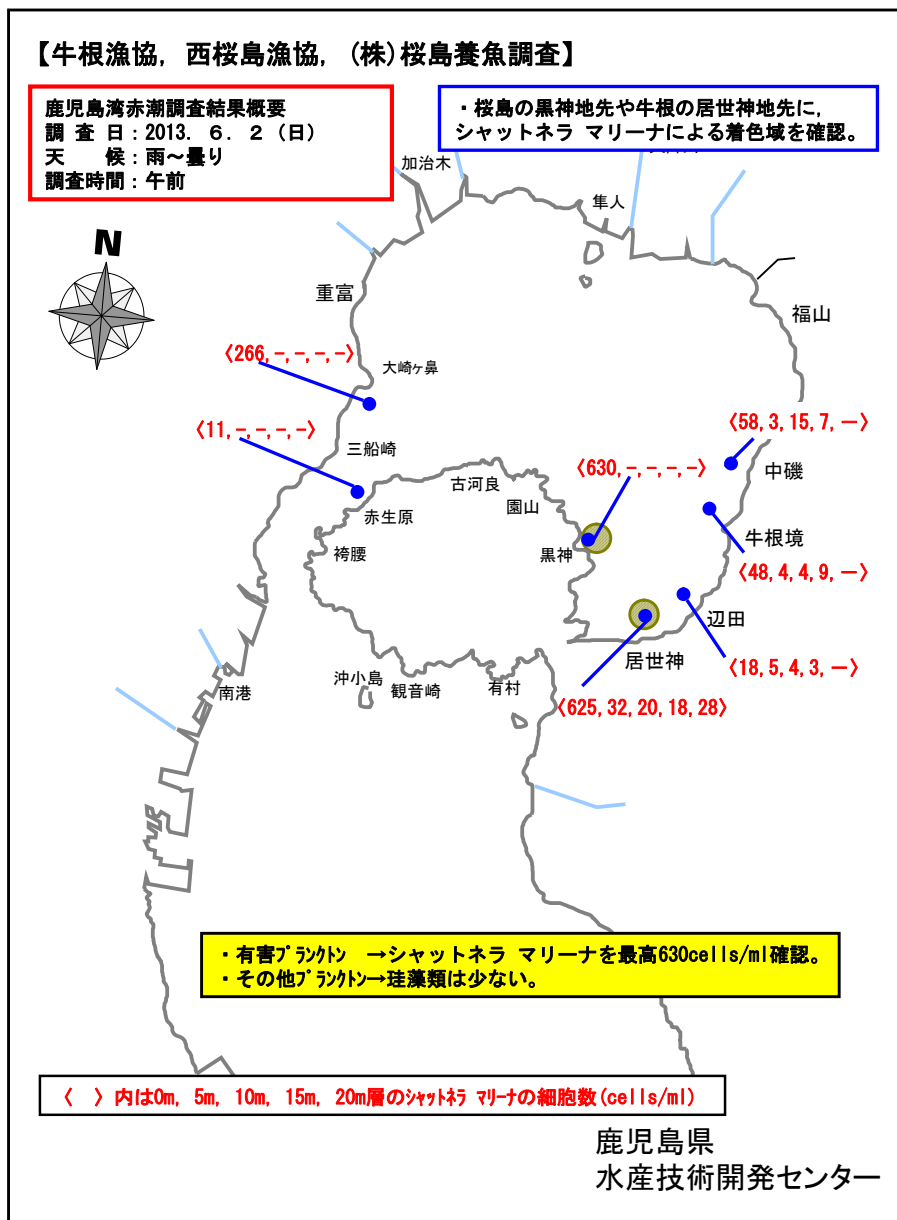 【牛根漁協，西桜島漁協，（株）桜島養魚調査】
鹿児島湾赤潮調査結果概要
調 査 日：2013．６．２（日）
天　　候：雨～曇り
調査時間：午前
・桜島の黒神地先や牛根の居世神地先に，
シャットネラ マリーナによる着色域を確認。
加治木
隼人
N
重富
福山
〈266,-,-,-,-〉
大崎ヶ鼻
〈11,-,-,-,-〉
〈58,3,15,7,－〉
三船崎
〈630,-,-,-,-〉
中磯
古河良
園山
赤生原
牛根境
袴腰
黒神
〈48,4,4,9,－〉
辺田
居世神
〈18,5,4,3,－〉
沖小島
観音崎
有村
南港
〈625,32,20,18,28〉
・有害プランクトン　→シャットネラ マリーナを最高630cells/ml確認。
・その他プランクトン→珪藻類は少ない。
〈　〉内は0m，5m，10m，15m，20m層のシャットネラ マリーナの細胞数(cells/ml)
鹿児島県
水産技術開発センター